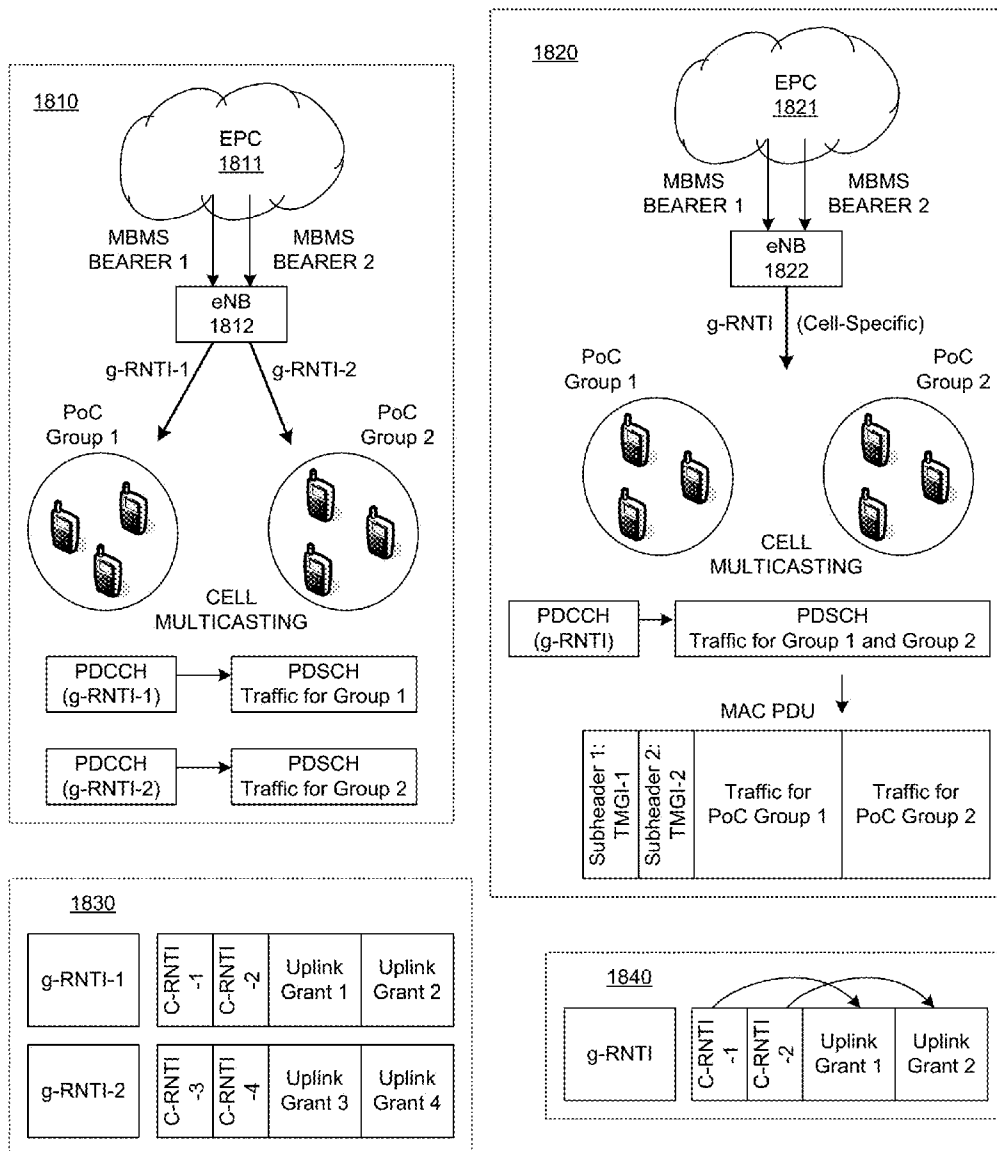 1810
EPC
1811
MBMS
BEARER 1
MBMS
BEARER 2
eNB
1812
g-RNTI-1
g-RNTI-2
PoC
Group 1
PoC
Group 2
CELL
MULTICASTING
PDCCH
(g-RNTI-1)
PDSCH
Traffic for Group 1
PDCCH
(g-RNTI-2)
PDSCH
Traffic for Group 2
1820
EPC
1821
MBMS
BEARER 1
MBMS
BEARER 2
eNB
1822
g-RNTI
(Cell-Specific)
PoC
Group 1
PoC
Group 2
CELL
MULTICASTING
PDCCH
(g-RNTI)
PDSCH
Traffic for Group 1 and Group 2
MAC PDU
Subheader 1:
TMGI-1
Subheader 2:
TMGI-2
Traffic for
PoC Group 1
Traffic for
PoC Group 2
1830
g-RNTI-1
C-RNTI
-1
C-RNTI
-2
Uplink
Grant 1
Uplink
Grant 2
g-RNTI-2
C-RNTI
-3
C-RNTI
-4
Uplink
Grant 3
Uplink
Grant 4
1840
g-RNTI
C-RNTI
-1
C-RNTI
-2
Uplink
Grant 1
Uplink
Grant 2